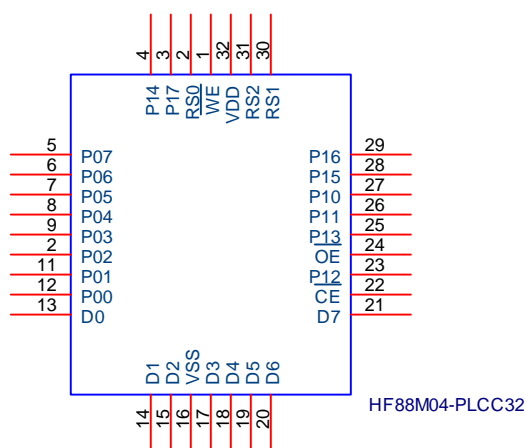 4 3 2 1 32 31 30
P14 P17 RS0 WE VDD RS2 RS1
5 P07 P16 29
6 P06 P15 28
7 P05 P10 27
8 P04 P11 26
9 P03 P13 25
2 P02 OE 24
11 P01 P12 23
12 P00 CE 22
13 D0 D7 21
D1 D2 VSS D3 D4 D5 D6
14 15 16 17 18 19 20
HF88M04-PLCC32